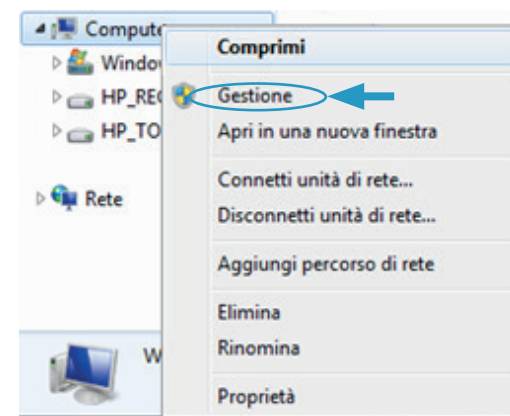 Compute
Windo
HP_REC
HP_TO
Rete
W
Comprimi
Gestione
Apri in una nuova finestra
Connetti unità di rete...
Disconnetti unità di rete...
Aggiungi percorso di rete
Elimina
Rinomina
Proprietà